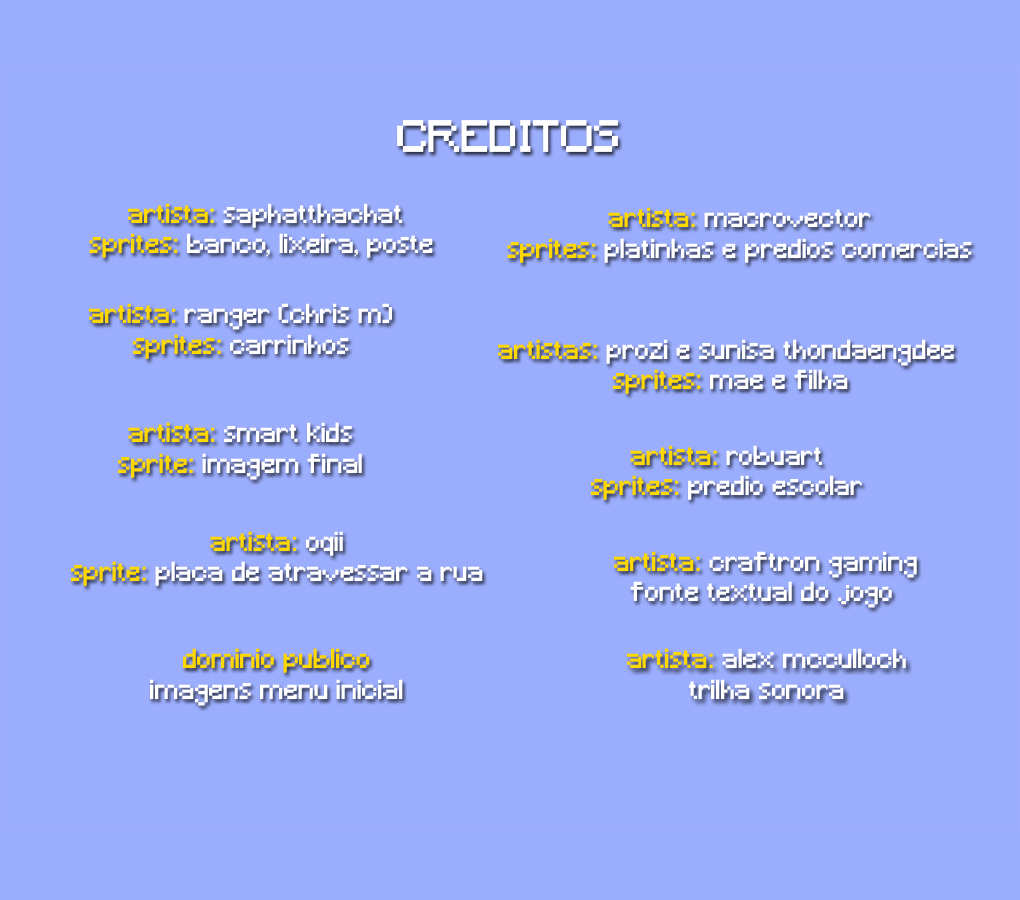 CREDITOS
artista: saphatthachat
sprites: banco, lixeira, poste
artista: ranger (chris m)
sprites: carrinhos
artista: smart kids
sprite: imagem final
artista: oqii
sprite: placa de atravessar a rua
dominio publico
imagens menu inicial
artista: macrovector
sprites: platinhas e predios comercias
artistas: prozi e sunisa thondaengdee
sprites: mae e filha
artista: robuart
sprites: predio escolar
artista: craftron gaming
fonte textual do jogo
artista: alex mcculloch
trilha sonora